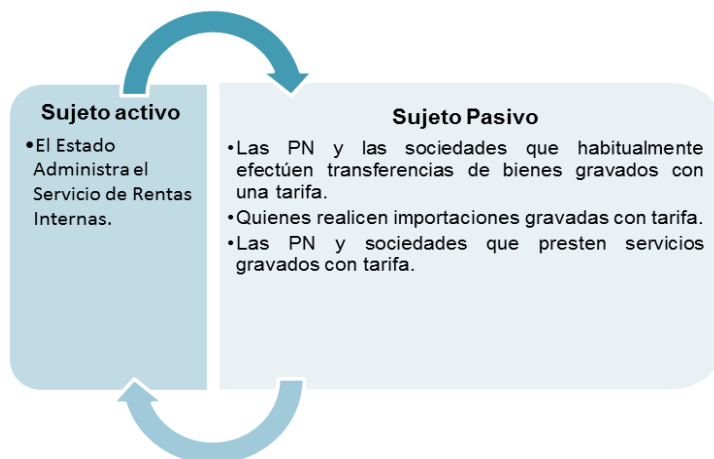 Sujeto activo
•El Estado
Administra el
Servicio de Rentas
Internas.
Sujeto Pasivo
•Las PN y las sociedades que habitualmente
efectúen transferencias de bienes gravados con
una tarifa.
•Quienes realicen importaciones gravadas con tarifa.
•Las PN y sociedades que presten servicios
gravados con tarifa.